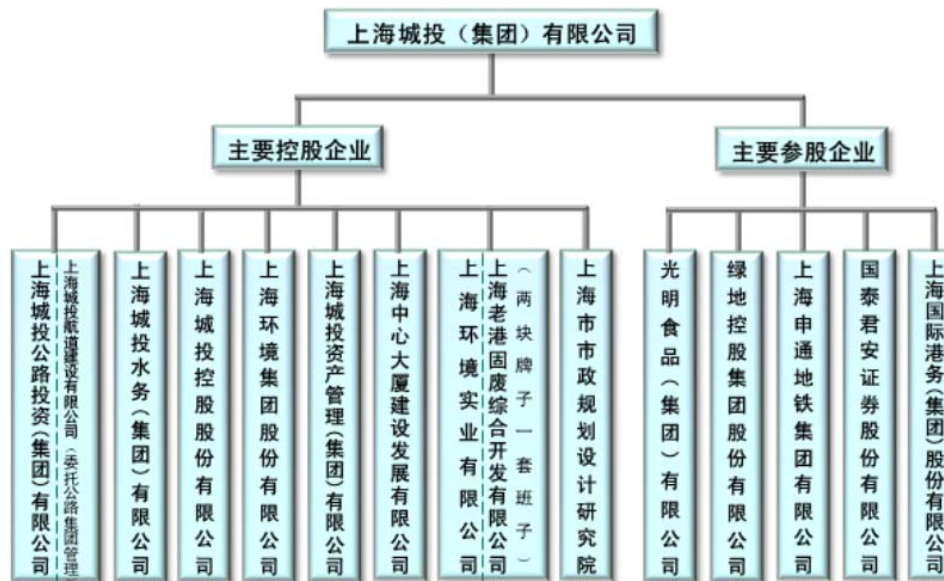 上海城投（集团）有限公司
主要控股企业
主要参股企业
上海城投公路投资（集团）有限公司
上海城投航道建设有限公司（委托公路集团管理）
上海城投水务（集团）有限公司
上海城投控股股份有限公司
上海环境集团股份有限公司
上海城投资产管理（集团）有限公司
上海中心大厦建设发展有限公司
上海环境实业有限公司
上海老港固废综合开发有限公司
（两块牌子一套班子）
上海市市政规划设计研究院
光明食品（集团）有限公司
绿地控股集团股份有限公司
上海申通地铁集团有限公司
国泰君安证券股份有限公司
上海国际港务（集团）股份有限公司